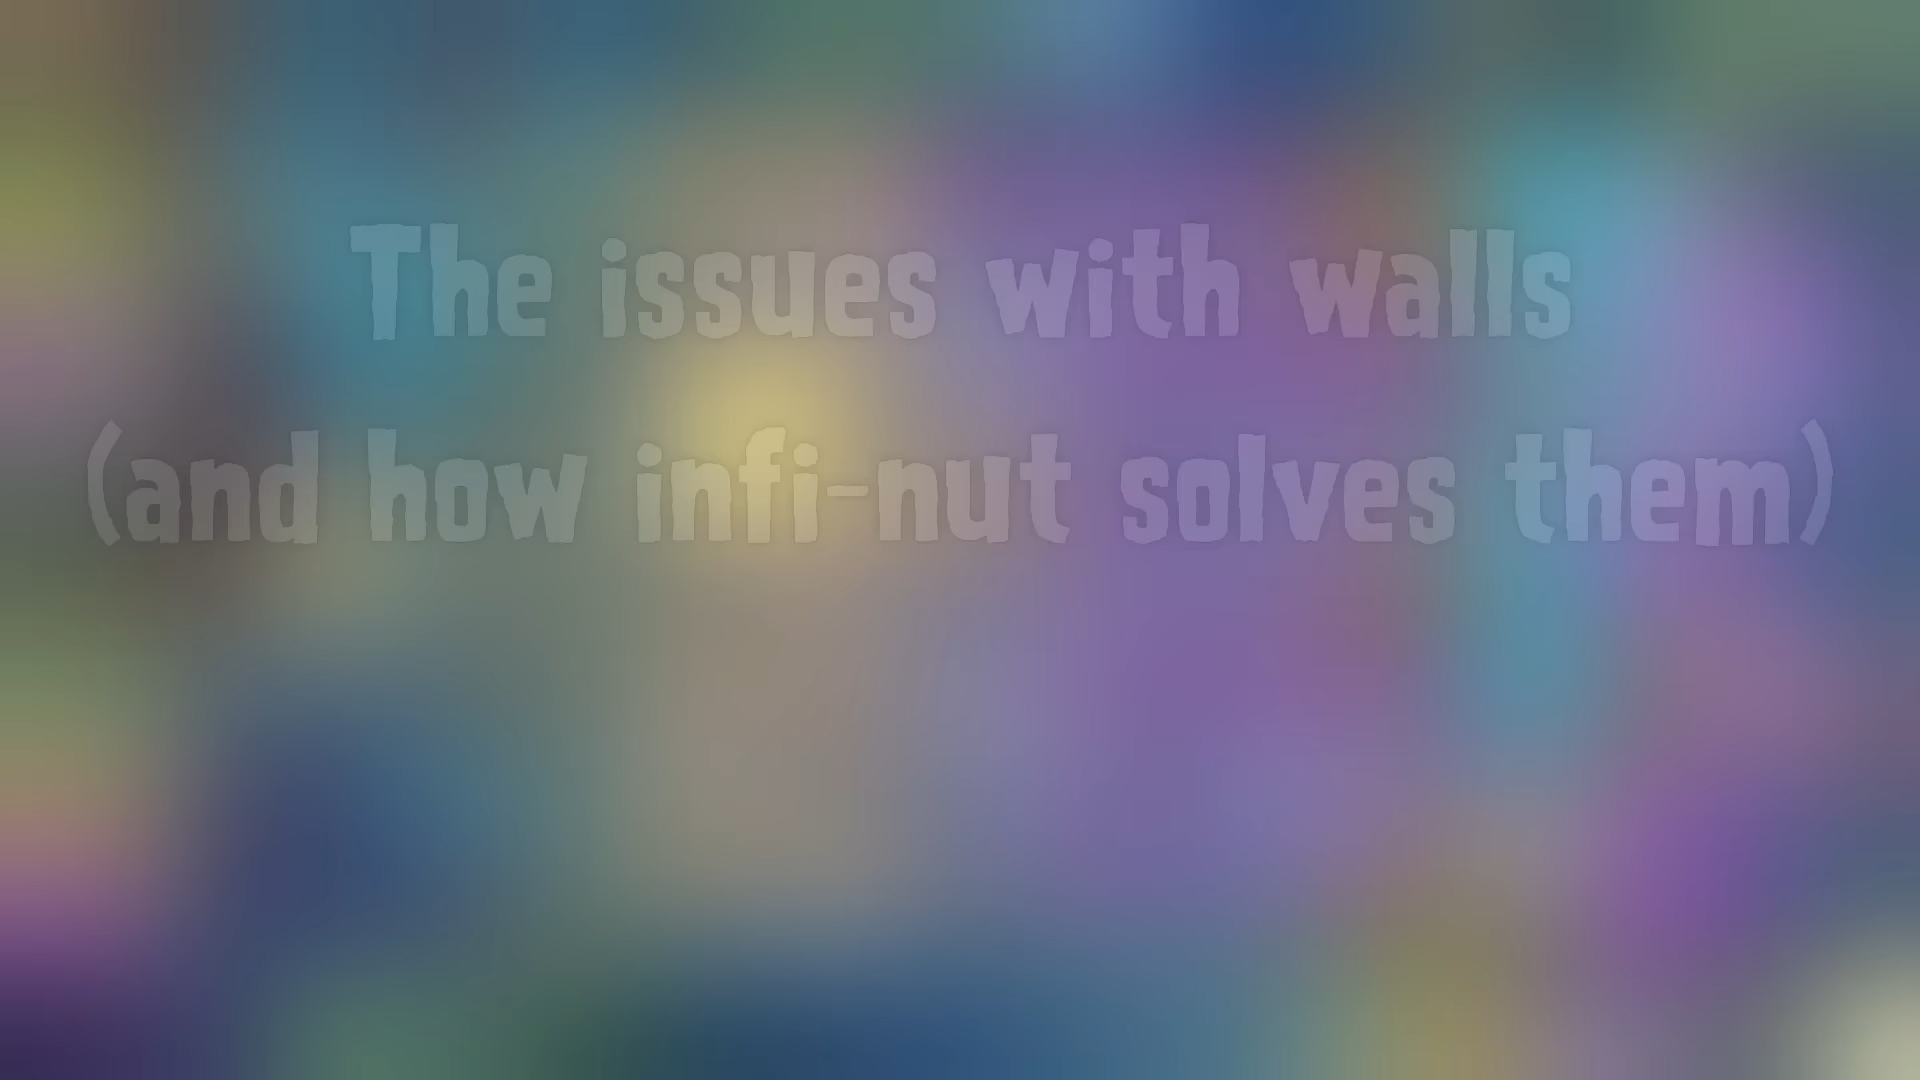 The issues with walls
(and how infi-nut solves them)